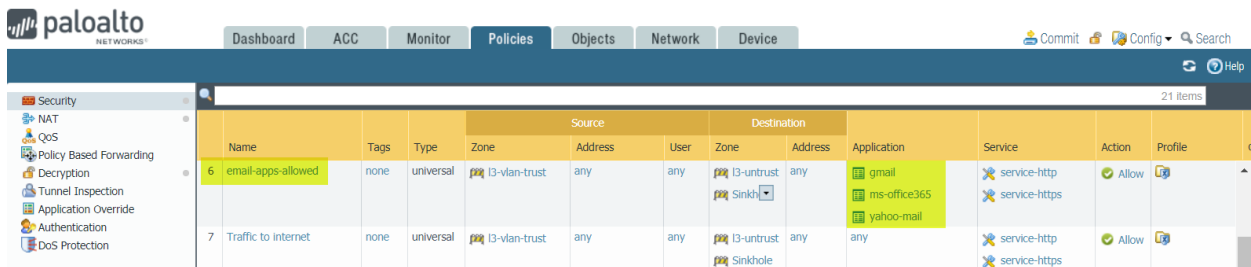 paloalto
NETWORKS®
Dashboard ACC Monitor Policies Objects Network Device
Commit Config Search
Help
Security
NAT
QoS
Policy Based Forwarding
Decryption
Tunnel Inspection
Application Override
Authentication
DoS Protection
21 items
Source Destination
Name Tags Type Zone Address User Zone Address Application Service Action Profile
6 email-apps-allowed none universal l3-vlan-trust any any l3-untrust any gmail service-http Allow
Sinkh ms-office365 service-https
yahoo-mail
7 Traffic to internet none universal l3-vlan-trust any any l3-untrust any any service-http Allow
Sinkhole service-https